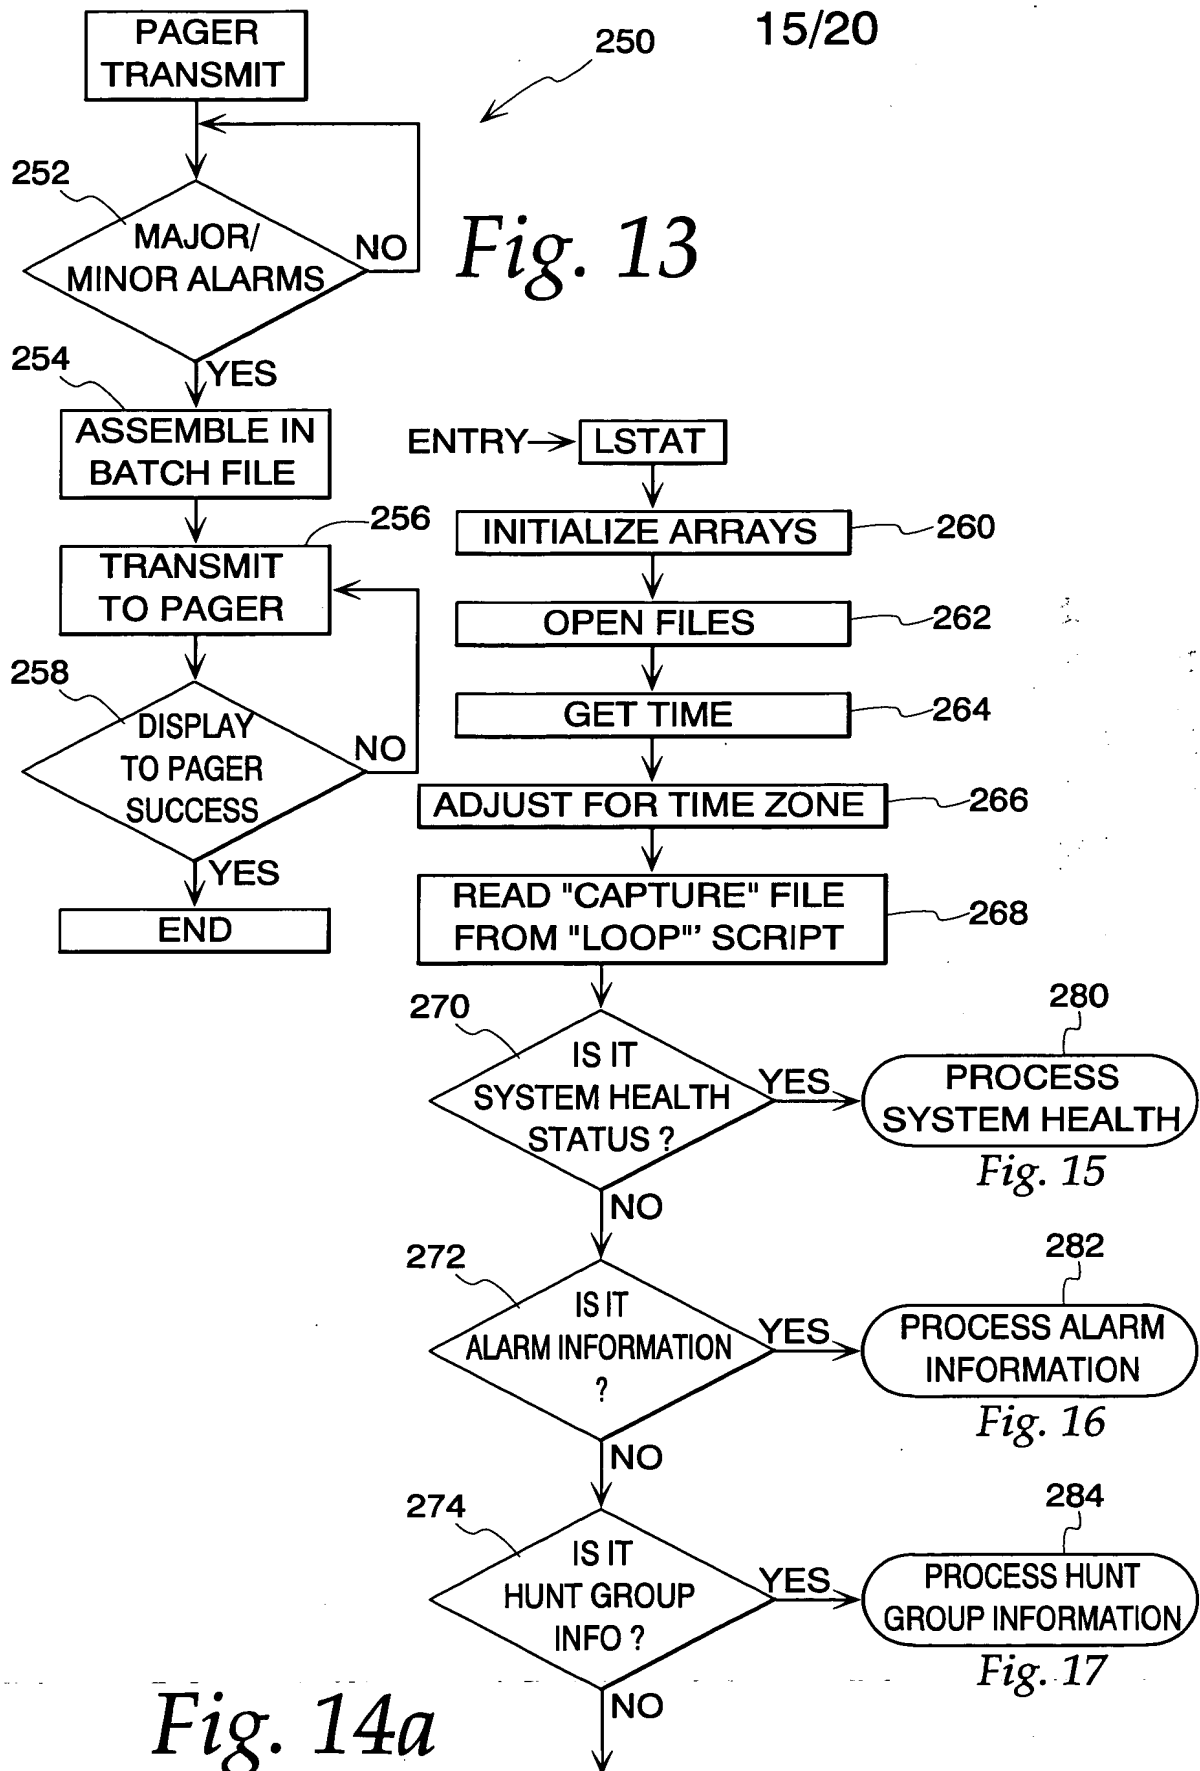 15/20
PAGER
TRANSMIT
250
252
MAJOR/
MINOR ALARMS
NO
YES
Fig. 13
254
ASSEMBLE IN
BATCH FILE
256
TRANSMIT
TO PAGER
258
DISPLAY
TO PAGER
SUCCESS
NO
YES
END
ENTRY
LSTAT
INITIALIZE ARRAYS
260
OPEN FILES
262
GET TIME
264
ADJUST FOR TIME ZONE
266
READ "CAPTURE" FILE
FROM "LOOP"' SCRIPT
268
270
IS IT
SYSTEM HEALTH
STATUS ?
YES
280
PROCESS
SYSTEM HEALTH
Fig. 15
NO
272
IS IT
ALARM INFORMATION
?
YES
282
PROCESS ALARM
INFORMATION
Fig. 16
NO
274
IS IT
HUNT GROUP
INFO ?
YES
284
PROCESS HUNT
GROUP INFORMATION
Fig. 17
NO
Fig. 14a